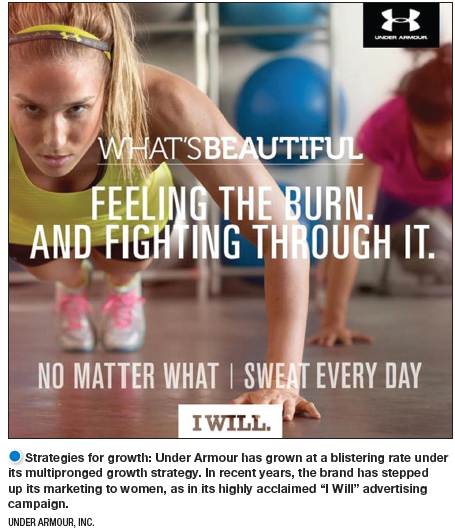 UNDER ARMOUR.
WHAT'SBEAUTIFUL
FEELING THE BURN.
AND FIGHTING THROUGH IT.
NO MATTER WHAT | SWEAT EVERY DAY
I WILL.
Strategies for growth: Under Armour has grown at a blistering rate under
its multipronged growth strategy. In recent years, the brand has stepped
up its marketing to women, as in its highly acclaimed “I Will” advertising
campaign.
UNDER ARMOUR, INC.